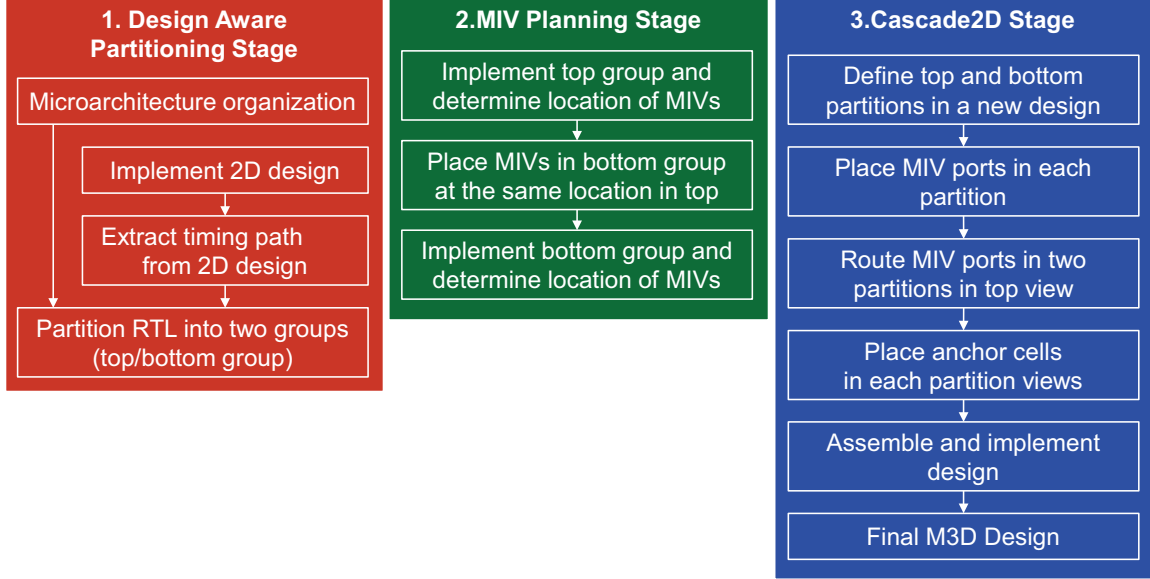 1. Design Aware
Partitioning Stage
Microarchitecture organization
Implement 2D design
Extract timing path
from 2D design
Partition RTL into two groups
(top/bottom group)
2.MIV Planning Stage
Implement top group and
determine location of MIVs
Place MIVs in bottom group
at the same location in top
Implement bottom group and
determine location of MIVs
3.Cascade2D Stage
Define top and bottom
partitions in a new design
Place MIV ports in each
partition
Route MIV ports in two
partitions in top view
Place anchor cells
in each partition views
Assemble and implement
design
Final M3D Design